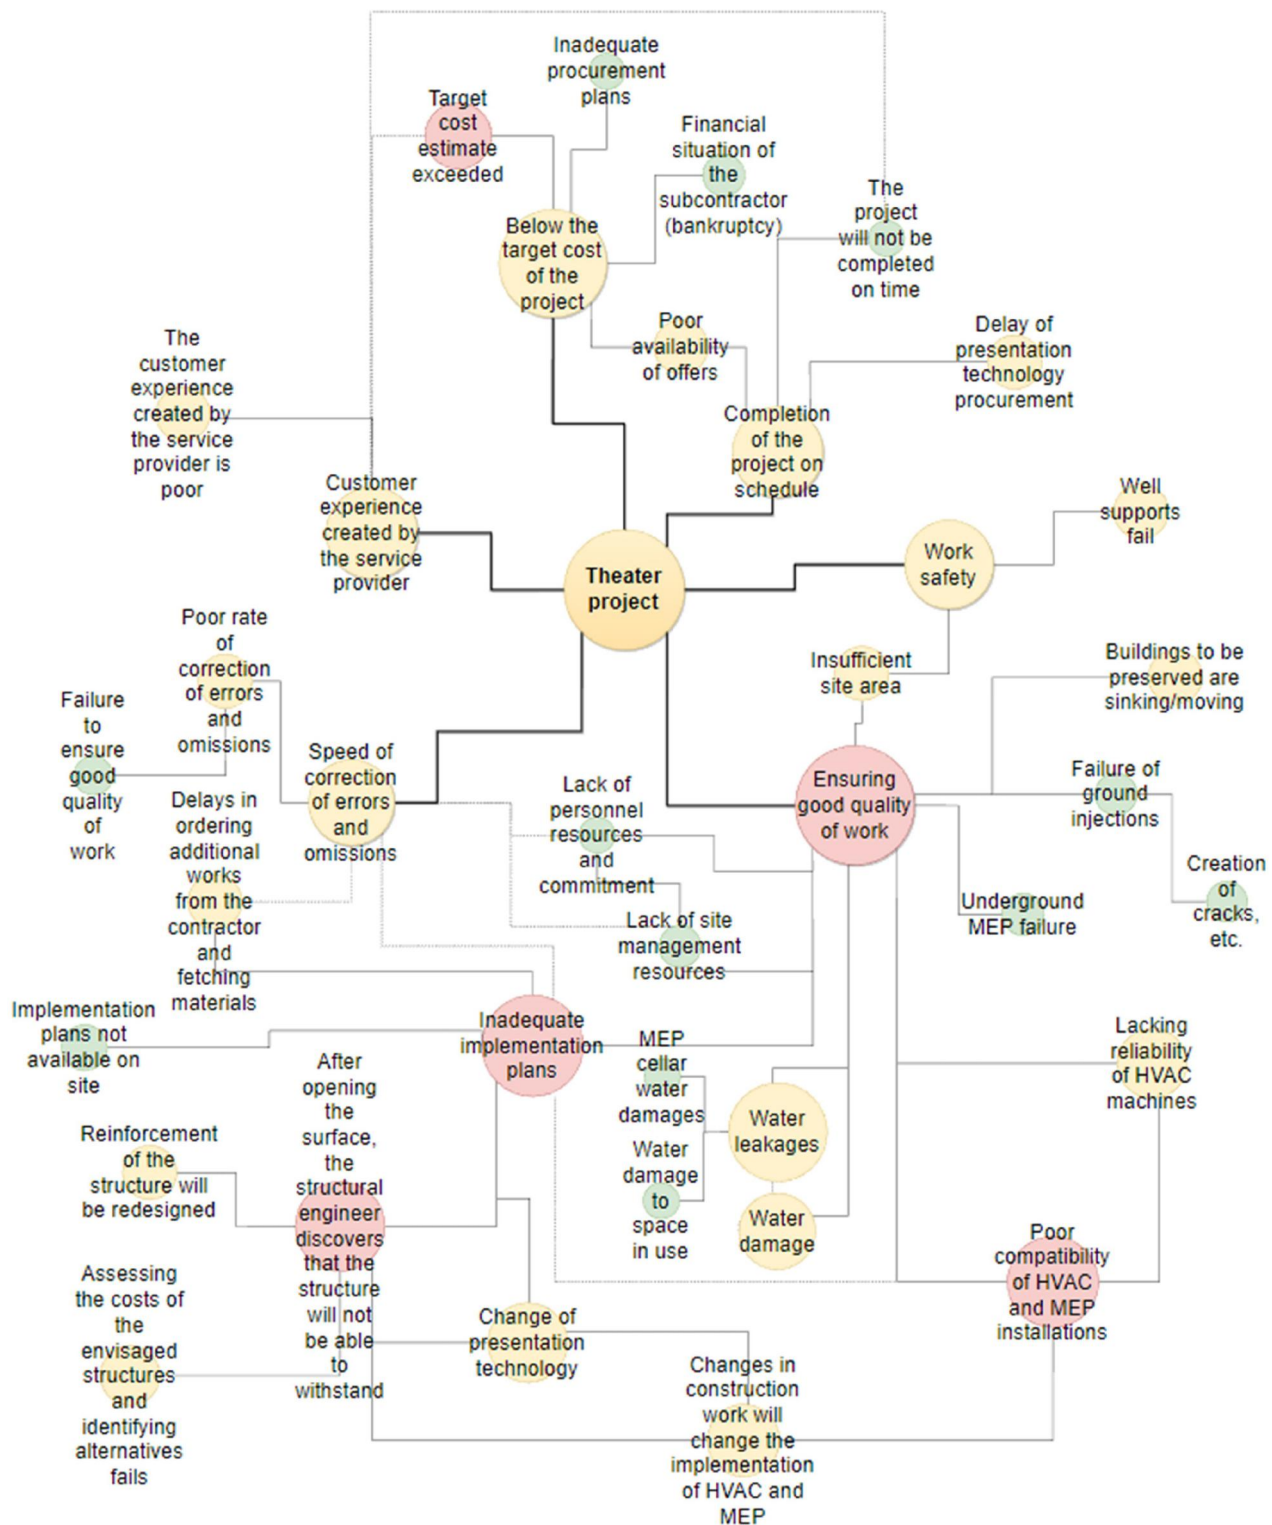 Inadequate
procurement
plans
Target
cost
estimate
exceeded
Financial
situation of
the
subcontractor
(bankruptcy)
The
project
will not be
completed
on time
Below the
target cost
of the
project
Poor
availability
of offers
Delay of
presentation
technology
procurement
The
customer
experience
created by
the service
provider is
poor
Completion
of the
project on
schedule
Customer
experience
created by
the service
provider
Well
supports
fail
Work
safety
Theater
project
Poor rate
of
correction
of errors
and
omissions
Insufficient
site area
Buildings to
be
preserved are
sinking/moving
Failure
to
ensure
good
quality
of
work
Speed of
correction
of errors
and
omissions
Lack of
personnel
resources
and
commitment
Ensuring
good quality
of work
Failure of
ground
injections
Delays in
ordering
additional
works
from the
contractor
and
fetching
materials
Creation
of
cracks,
etc.
Underground
MEP failure
Lack of site
management
resources
Implementation
plans not
available on
site
Inadequate
implementation
plans
MEP
cellar
water
damages
Lacking
reliability
of HVAC
machines
After
opening
the
surface,
the
structural
engineer
discovers
that the
structure
will not
be able
to
withstand
Water
leakages
Reinforcement
of the
structure will
be redesigned
Water
damage
to
space
in use
Water
damage
Poor
compatibility
of HVAC
and MEP
installations
Assessing
the costs of
the
envisaged
structures
and
identifying
alternatives
fails
Change of
presentation
technology
Changes in
construction
work will
change the
implementation
of HVAC and
MEP